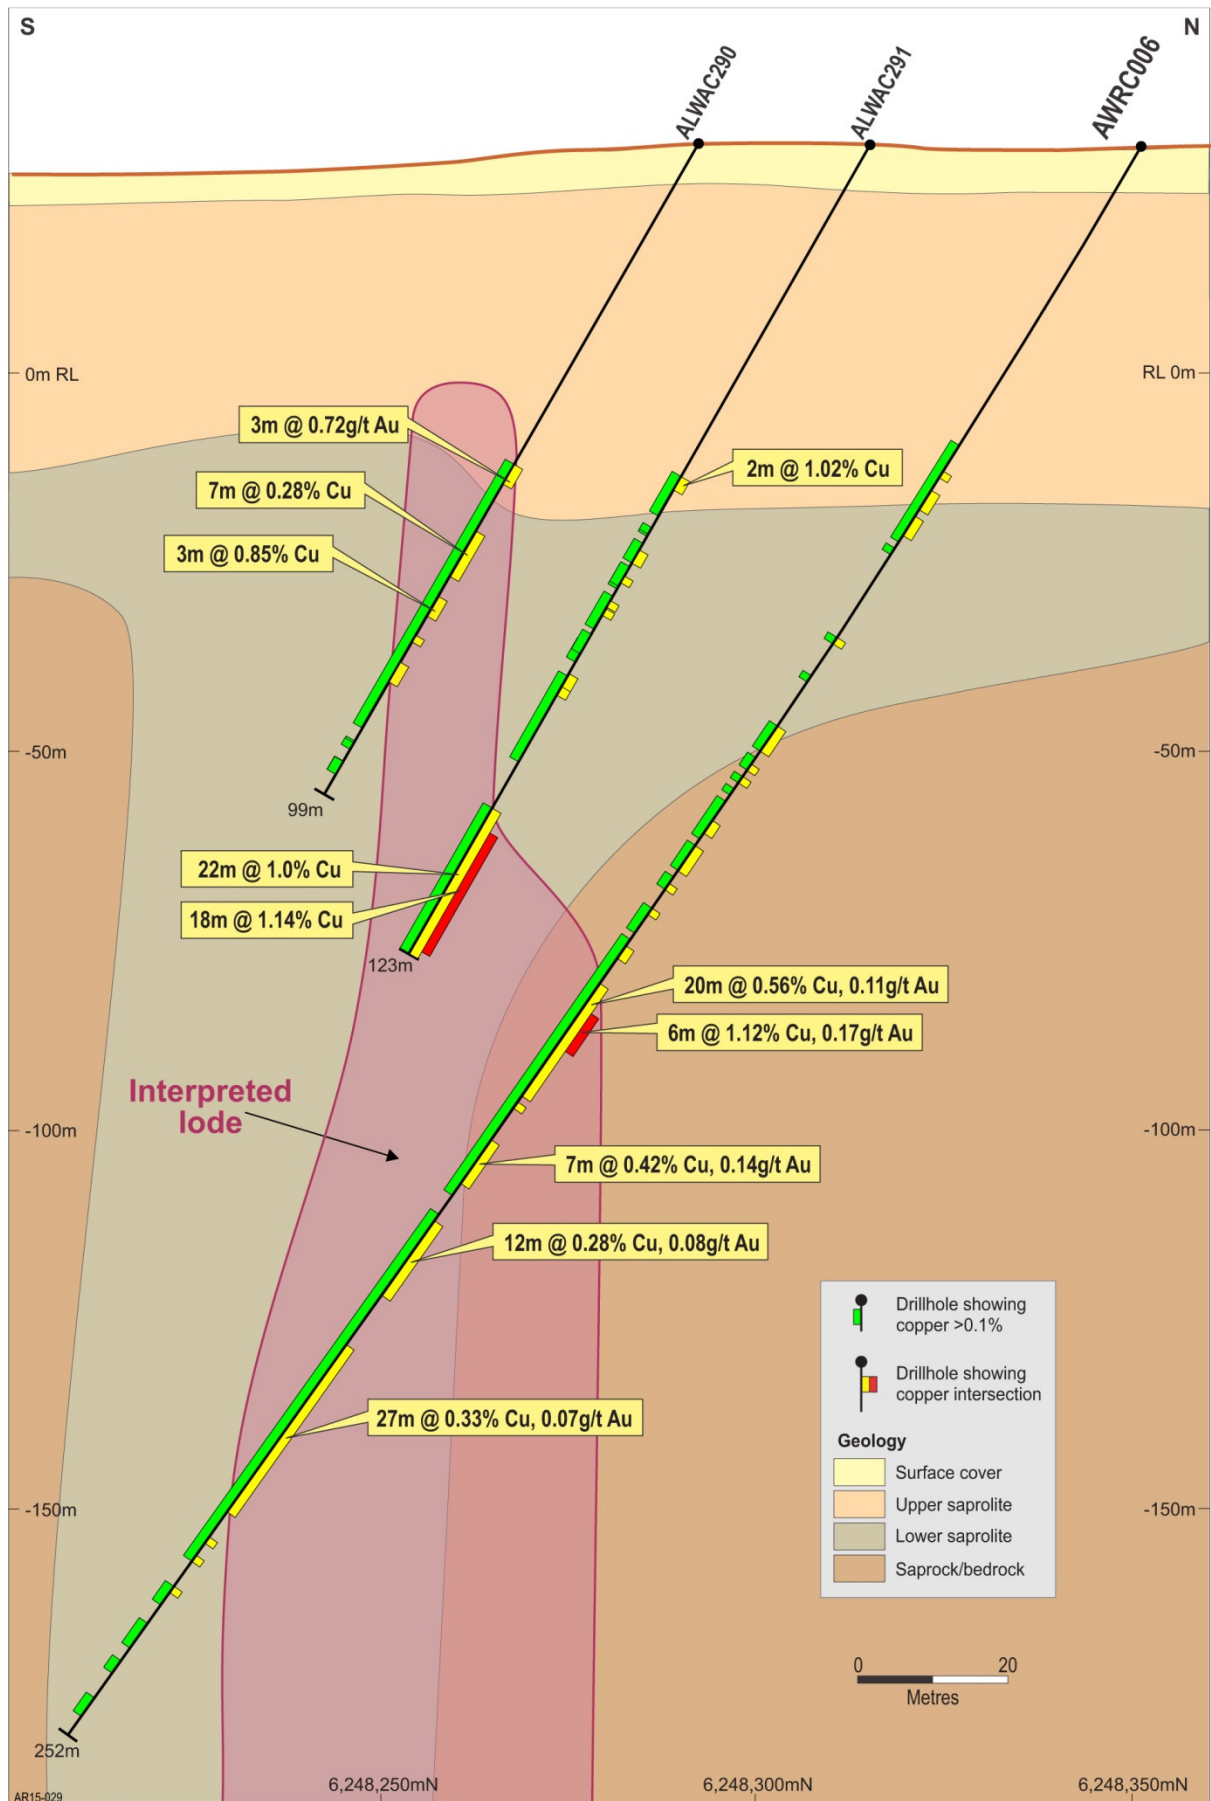 S
N
ALWAC290
ALWAC291
AWRC006
0m RL
RL 0m
3m @ 0.72g/t Au
2m @ 1.02% Cu
7m @ 0.28% Cu
3m @ 0.85% Cu
-50m
-50m
99m
22m @ 1.0% Cu
18m @ 1.14% Cu
123m
20m @ 0.56% Cu, 0.11g/t Au
6m @ 1.12% Cu, 0.17g/t Au
Interpreted
lode
-100m
-100m
7m @ 0.42% Cu, 0.14g/t Au
12m @ 0.28% Cu, 0.08g/t Au
Drillhole showing
copper >0.1%
Drillhole showing
copper intersection
27m @ 0.33% Cu, 0.07g/t Au
Geology
Surface cover
Upper saprolite
Lower saprolite
Saprock/bedrock
-150m
-150m
0 20
Metres
252m
6,248,250mN
6,248,300mN
6,248,350mN
AR15-029